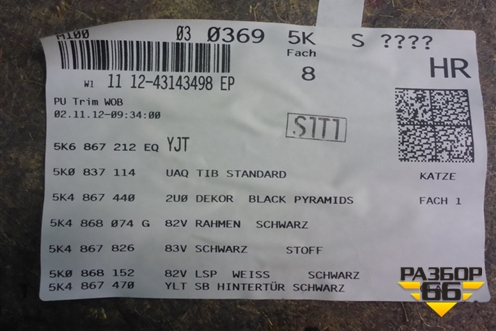 A100 03 0369 5K S ????
Fach
8 HR
W1 11 12-43143498 EP
PU Trim WOB
02.11.12-09:34:00
S1T1
5K6 867 212 EQ YJT
5K0 837 114 UAQ TIB STANDARD KATZE
5K4 867 440 2U0 DEKOR BLACK PYRAMIDS FACH 1
5K4 868 074 G 82V RAHMEN SCHWARZ
5K4 867 826 83V SCHWARZ STOFF
5K0 868 152 82V LSP WEISS SCHWARZ
5K4 867 470 YLT SB HINTERTÜR SCHWARZ
РАЗБОР
66